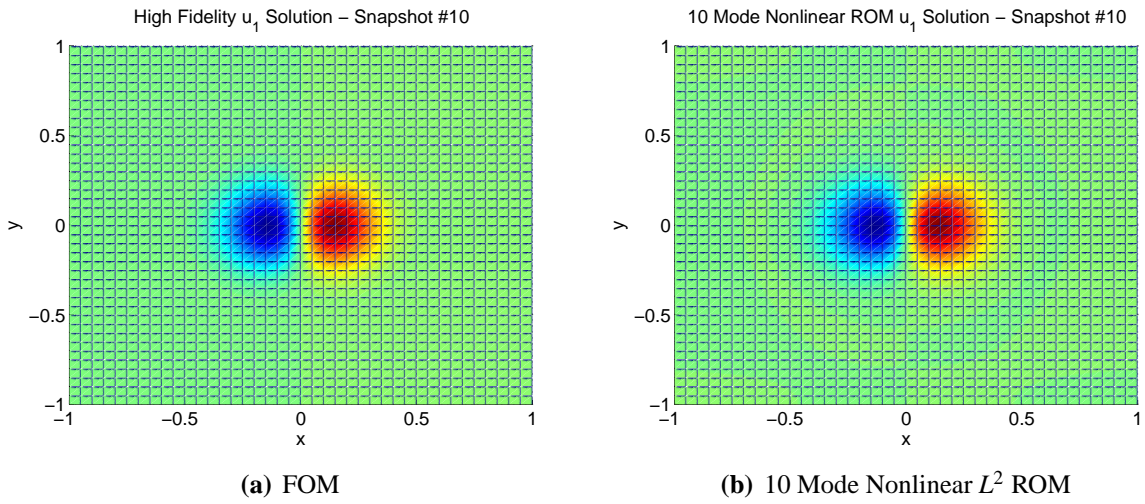 High Fidelity u1 Solution − Snapshot #10
1
0.5
0
−0.5
−1
y
−1 −0.5 0 0.5 1
x
(a) FOM
10 Mode Nonlinear ROM u1 Solution − Snapshot #10
1
0.5
0
−0.5
−1
y
−1 −0.5 0 0.5 1
x
(b) 10 Mode Nonlinear L² ROM